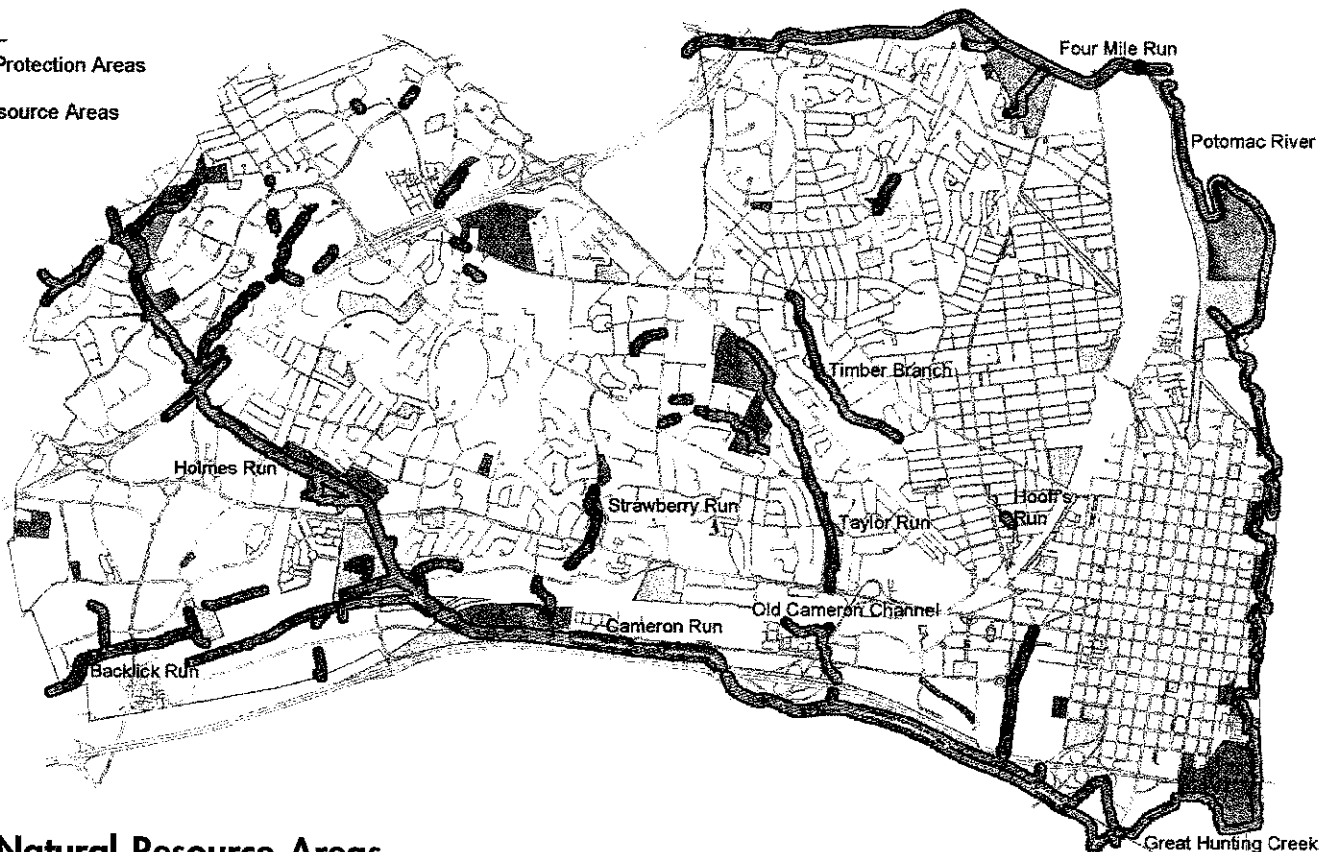 Protection Areas
source Areas
Four Mile Run
Potomac River
Timber Branch
Holmes Run
Strawberry Run
Taylor Run
Hooff's
Run
Old Cameron Channel
Cameron Run
Backlick Run
Great Hunting Creek
Natural Resource Areas